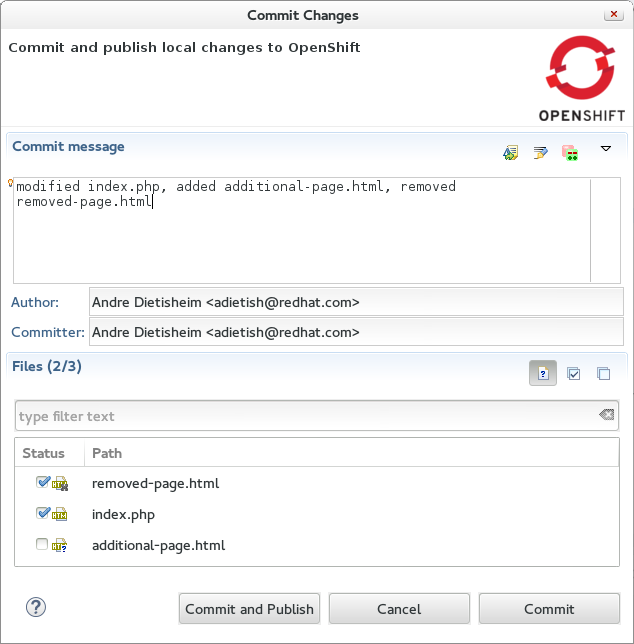 Commit Changes
Commit and publish local changes to OpenShift
OPENSHIFT
Commit message
modified index.php, added additional-page.html, removed
removed-page.html
Author: Andre Dietisheim <adietish@redhat.com>
Committer: Andre Dietisheim <adietish@redhat.com>
Files (2/3)
type filter text
Status Path
removed-page.html
index.php
additional-page.html
Commit and Publish Cancel Commit